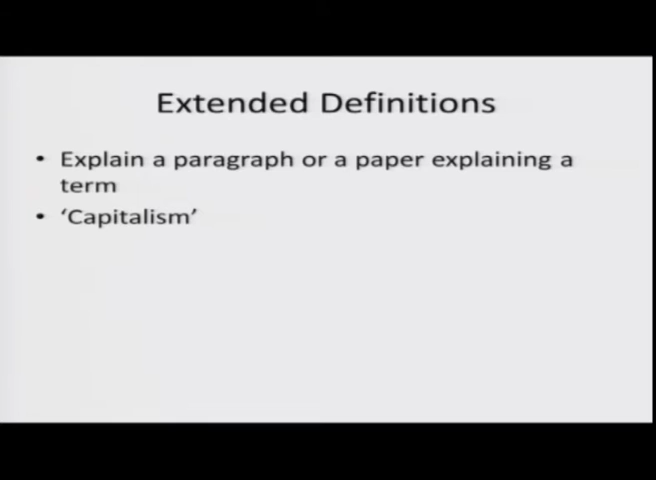 Extended Definitions
• Explain a paragraph or a paper explaining a
term
• ‘Capitalism’